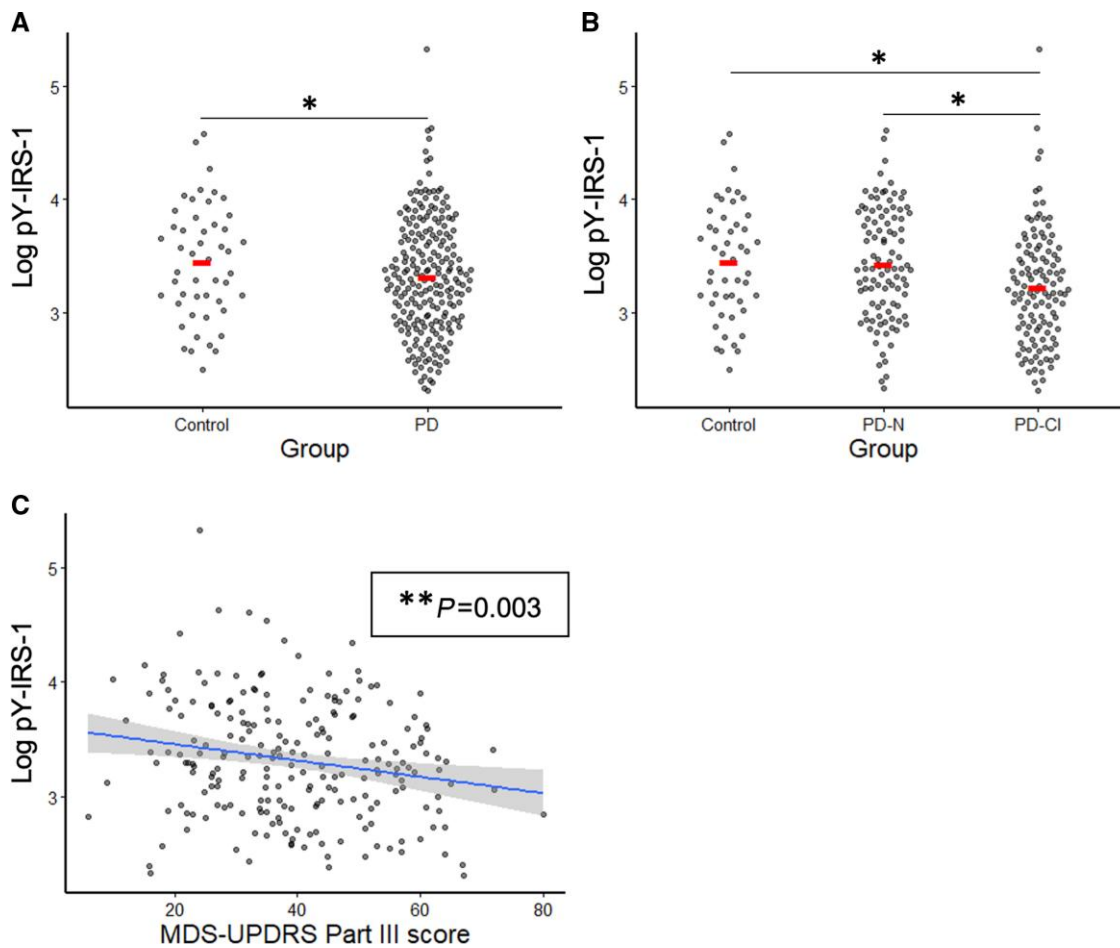 A
Log pY-IRS-1
5
4
3
*
Control
PD
Group
B
Log pY-IRS-1
5
4
3
*
*
Control
PD-N
PD-CI
Group
C
Log pY-IRS-1
5
4
3
** P=0.003
20
40
60
80
MDS-UPDRS Part III score